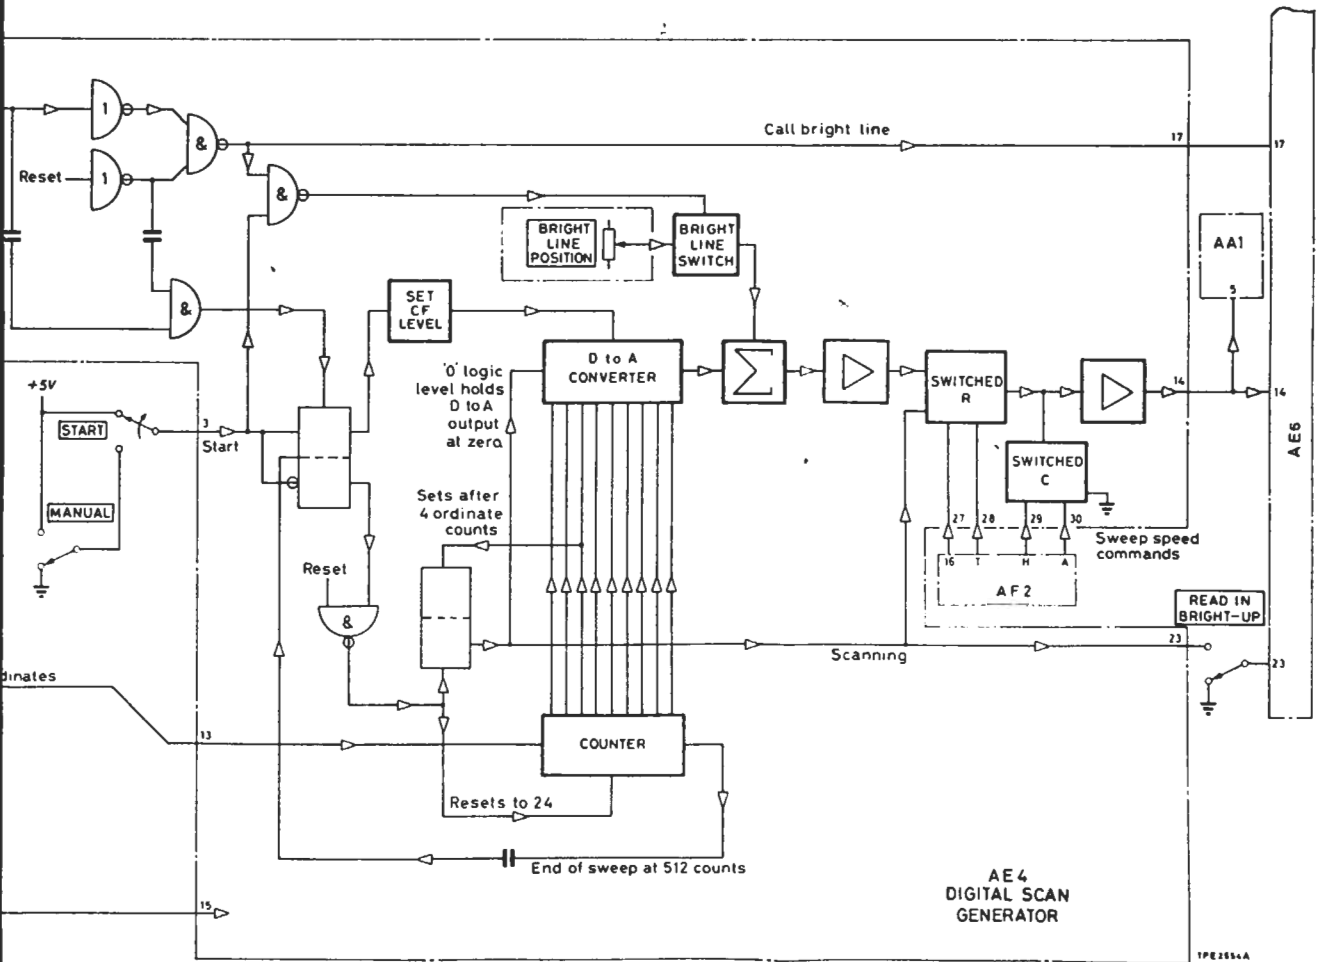 Call bright line
17
17
1
&
Reset
1
&
BRIGHT
LINE
POSITION
BRIGHT
LINE
SWITCH
AA1
5
&
SET
CF
LEVEL
+5V
START
3
Start
'0' logic
level holds
D to A
output
at zero
D to A
CONVERTER
Σ
SWITCHED
R
14
14
AE6
SWITCHED
C
MANUAL
Sets after
4 ordinate
counts
27
28
29
30
Sweep speed
commands
16
T
H
A
AF2
Reset
&
READ IN
BRIGHT-UP
23
23
Scanning
dinates
13
COUNTER
Resets to 24
End of sweep at 512 counts
15
AE4
DIGITAL SCAN
GENERATOR
TPE2554A